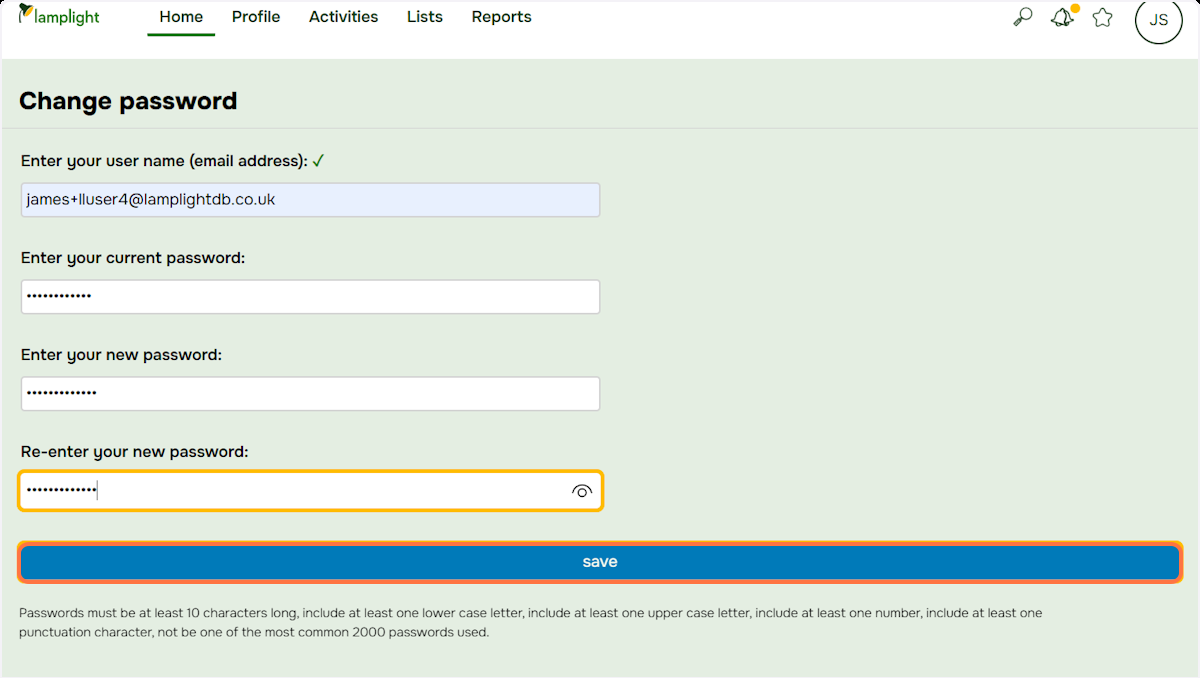 lamplight
Home Profile Activities Lists Reports
JS
Change password
Enter your user name (email address): ✓
james+lluser4@lamplightdb.co.uk
Enter your current password:
••••••••••••
Enter your new password:
•••••••••••••
Re-enter your new password:
•••••••••••••
save
Passwords must be at least 10 characters long, include at least one lower case letter, include at least one upper case letter, include at least one number, include at least one
punctuation character, not be one of the most common 2000 passwords used.